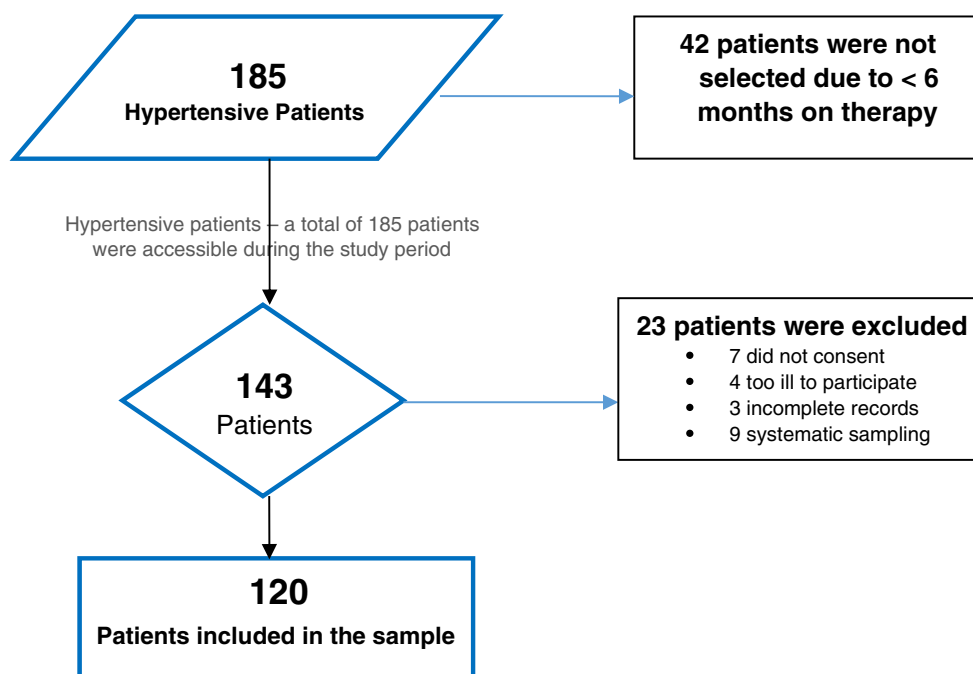 185
Hypertensive Patients
42 patients were not
selected due to < 6
months on therapy
Hypertensive patients – a total of 185 patients
were accessible during the study period
143
Patients
23 patients were excluded
• 7 did not consent
• 4 too ill to participate
• 3 incomplete records
• 9 systematic sampling
120
Patients included in the sample